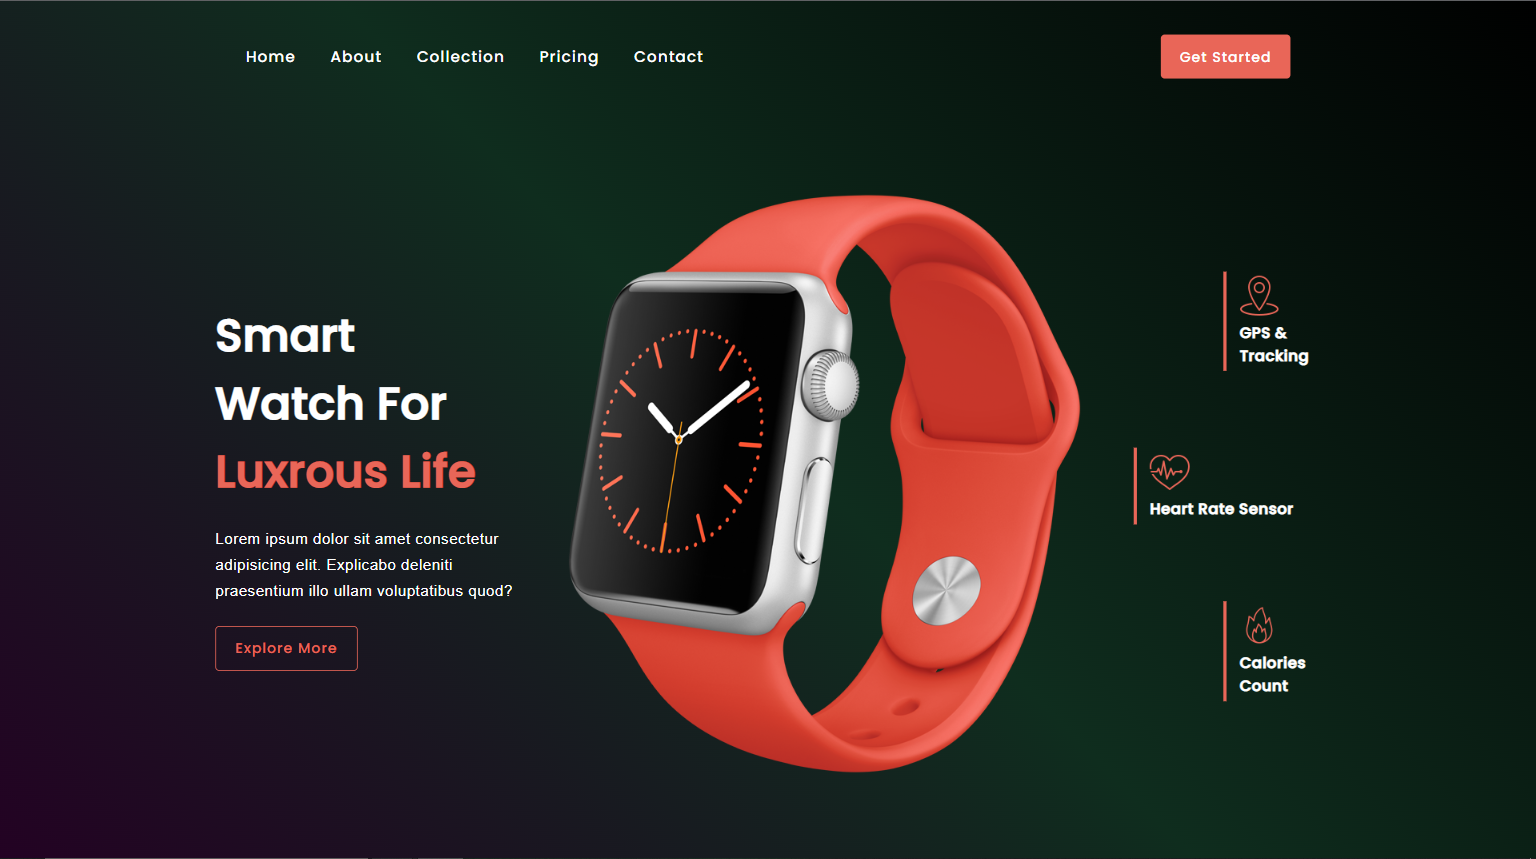 Home About Collection Pricing Contact Get Started
Smart
Watch For
Luxrous Life
Lorem ipsum dolor sit amet consectetur
adipisicing elit. Explicabo deleniti
praesentium illo ullam voluptatibus quod?
Explore More
GPS &
Tracking
Heart Rate Sensor
Calories
Count